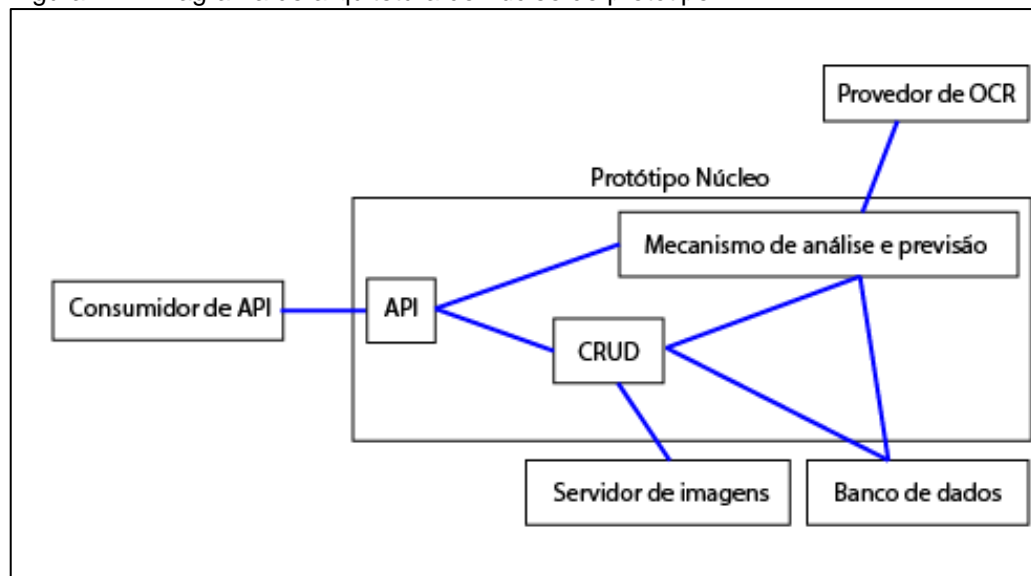 Provedor de OCR
Protótipo Núcleo
Mecanismo de análise e previsão
Consumidor de API
API
CRUD
Servidor de imagens
Banco de dados